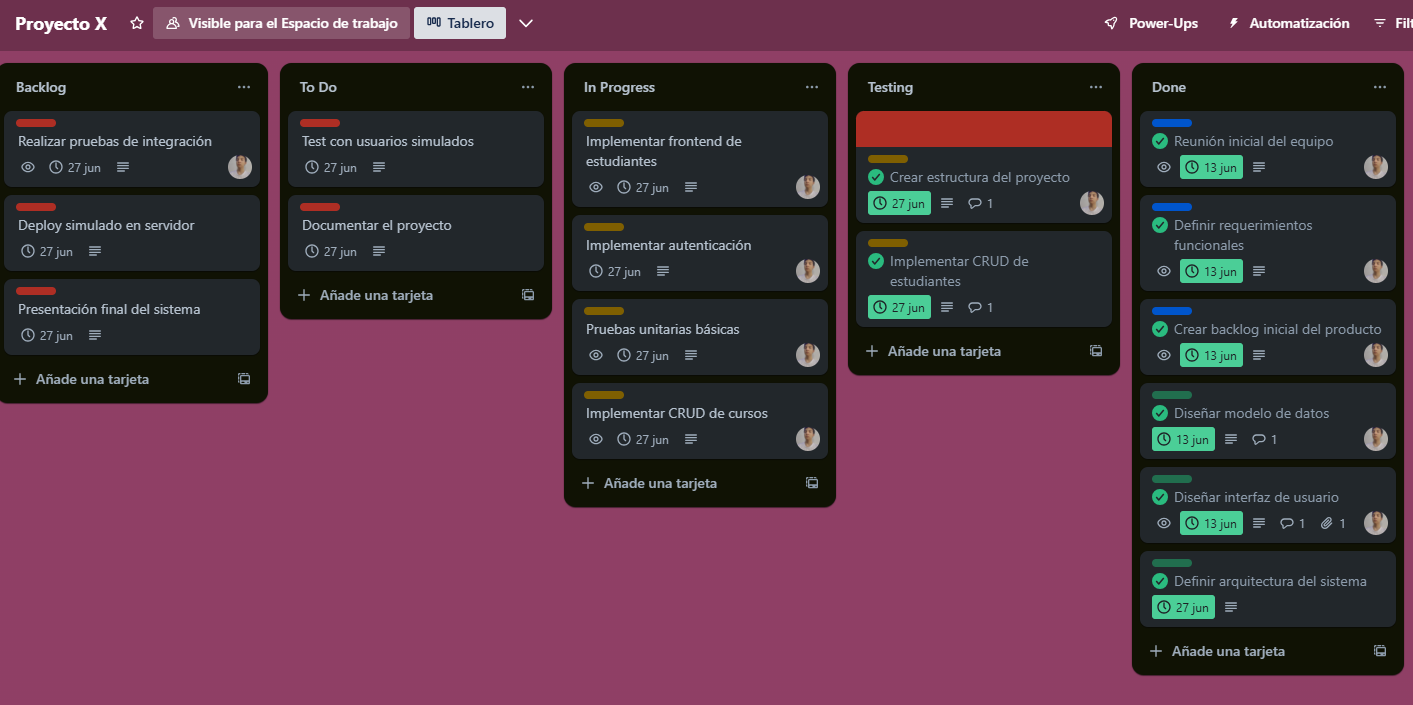 Proyecto X
Visible para el Espacio de trabajo
Tablero
Power-Ups
Automatización
Filt
Backlog
Realizar pruebas de integración
27 jun
Deploy simulado en servidor
27 jun
Presentación final del sistema
27 jun
Añade una tarjeta
To Do
Test con usuarios simulados
27 jun
Documentar el proyecto
27 jun
Añade una tarjeta
In Progress
Implementar frontend de
estudiantes
27 jun
Implementar autenticación
27 jun
Pruebas unitarias básicas
27 jun
Implementar CRUD de cursos
27 jun
Añade una tarjeta
Testing
Crear estructura del proyecto
27 jun 1
Implementar CRUD de
estudiantes
27 jun 1
Añade una tarjeta
Done
Reunión inicial del equipo
13 jun
Definir requerimientos
funcionales
13 jun
Crear backlog inicial del producto
13 jun
Diseñar modelo de datos
13 jun 1
Diseñar interfaz de usuario
13 jun 1 1
Definir arquitectura del sistema
27 jun
Añade una tarjeta